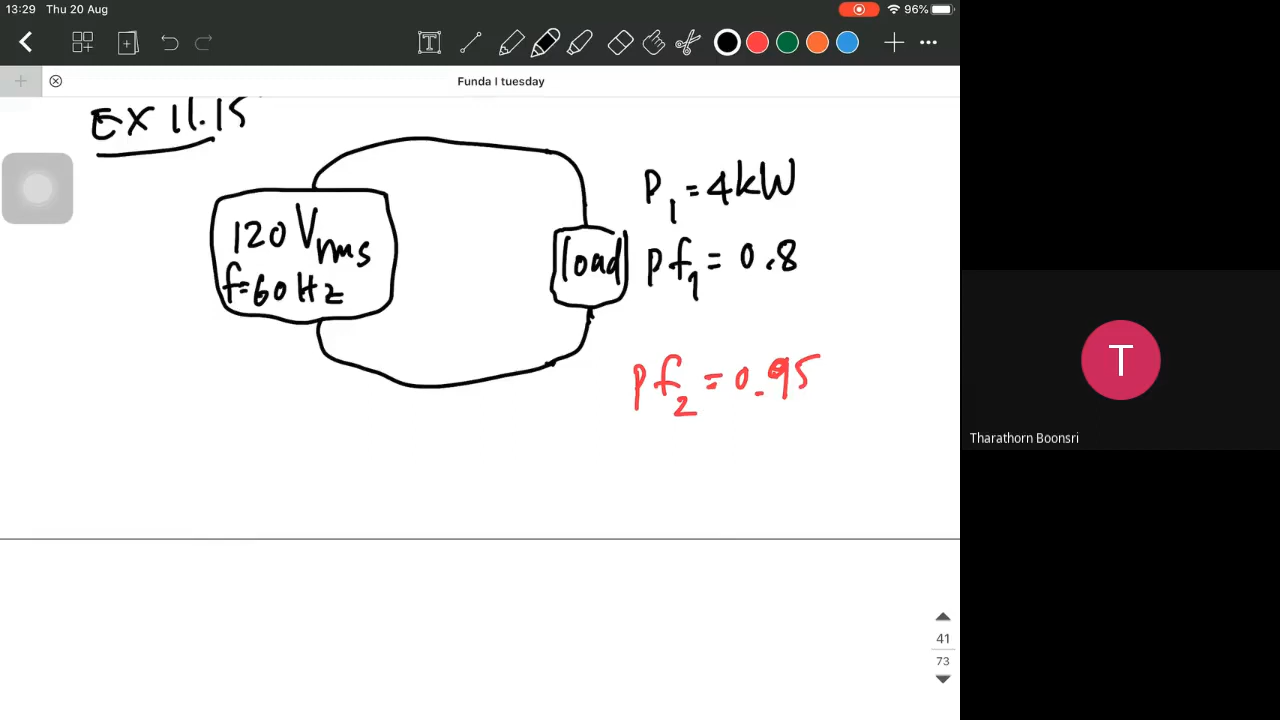 13:29 Thu 20 Aug
96%
Funda I tuesday
EX 11.15
120 Vrms
f=60Hz
load
P1 = 4kW
Pf1 = 0.8
Pf2 = 0.95
T
Tharathorn Boonsri
41
73